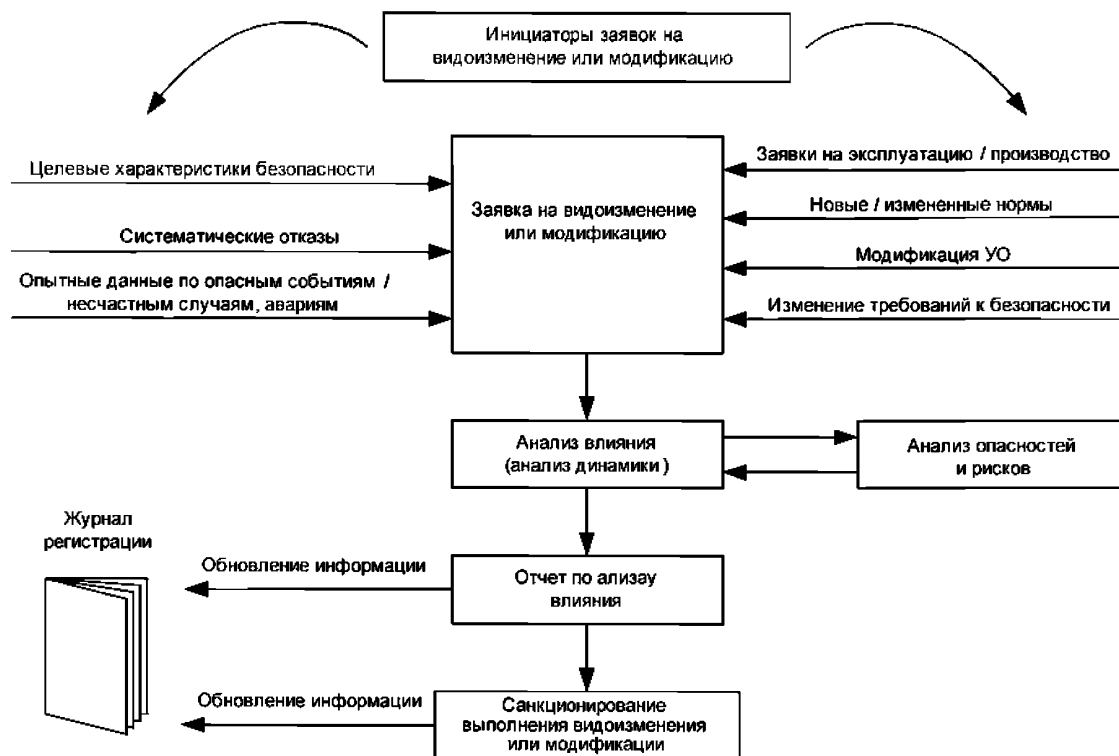 Инициаторы заявок на
видоизменение или модификацию
Целевые характеристики безопасности
Систематические отказы
Опытные данные по опасным событиям /
несчастным случаям, авариям
Заявка на видоизменение
или модификацию
Заявки на эксплуатацию / производство
Новые / измененные нормы
Модификация УО
Изменение требований к безопасности
Анализ влияния
(анализ динамики )
Анализ опасностей
и рисков
Журнал
регистрации
Обновление информации
Отчет по ализау
влияния
Обновление информации
Санкционирование
выполнения видоизменения
или модификации